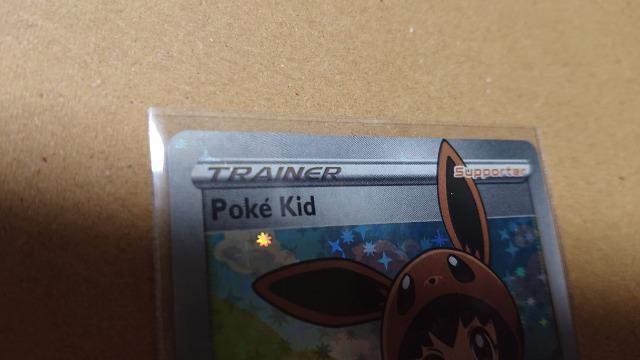 TRAINER
Supporter
Poké Kid